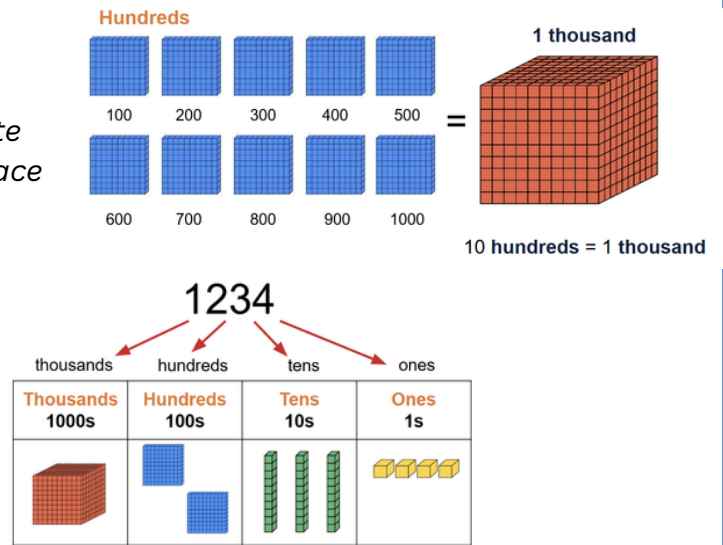 Hundreds
1 thousand
100 200 300 400 500
=
600 700 800 900 1000
10 hundreds = 1 thousand
1234
thousands hundreds tens ones
Thousands Hundreds Tens Ones
1000s 100s 10s 1s